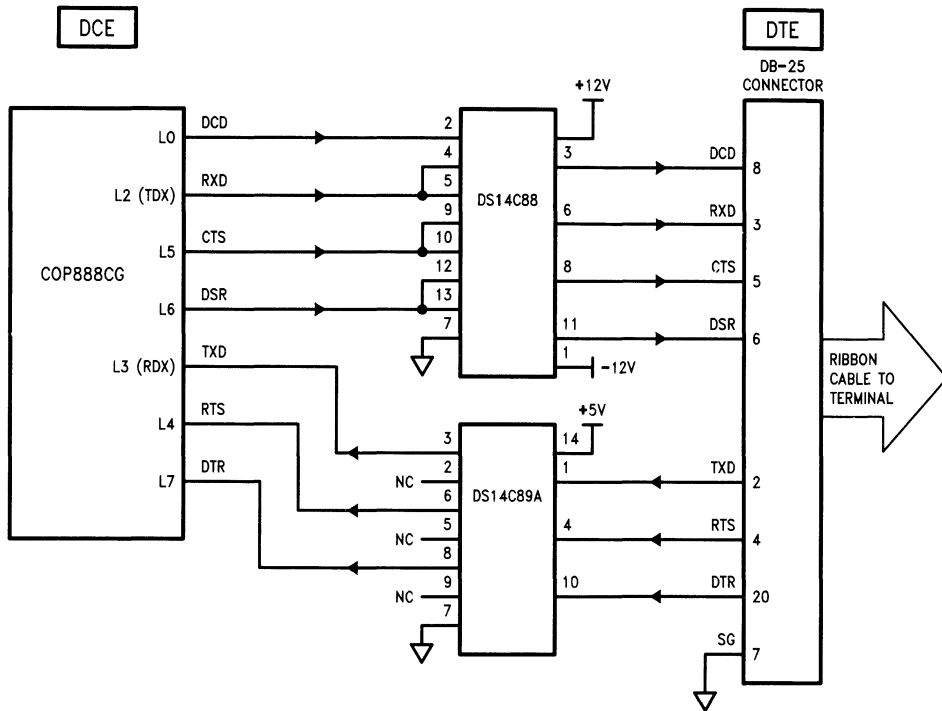 DCE
DTE
DB-25
CONNECTOR
+12V
L0 DCD 2
4
3 DCD 8
L2 (TDX) RXD 5
DS14C88
9
6 RXD 3
L5 CTS 10
COP888CG
12
8 CTS 5
L6 DSR 13
7
11 DSR 6
1
-12V
L3 (RDX) TXD
RIBBON
CABLE TO
TERMINAL
+5V
L4 RTS
3
14
2
NC
1 TXD 2
L7 DTR
6
DS14C89A
5
NC
4 RTS 4
8
9
NC
10 DTR 20
7
SG 7